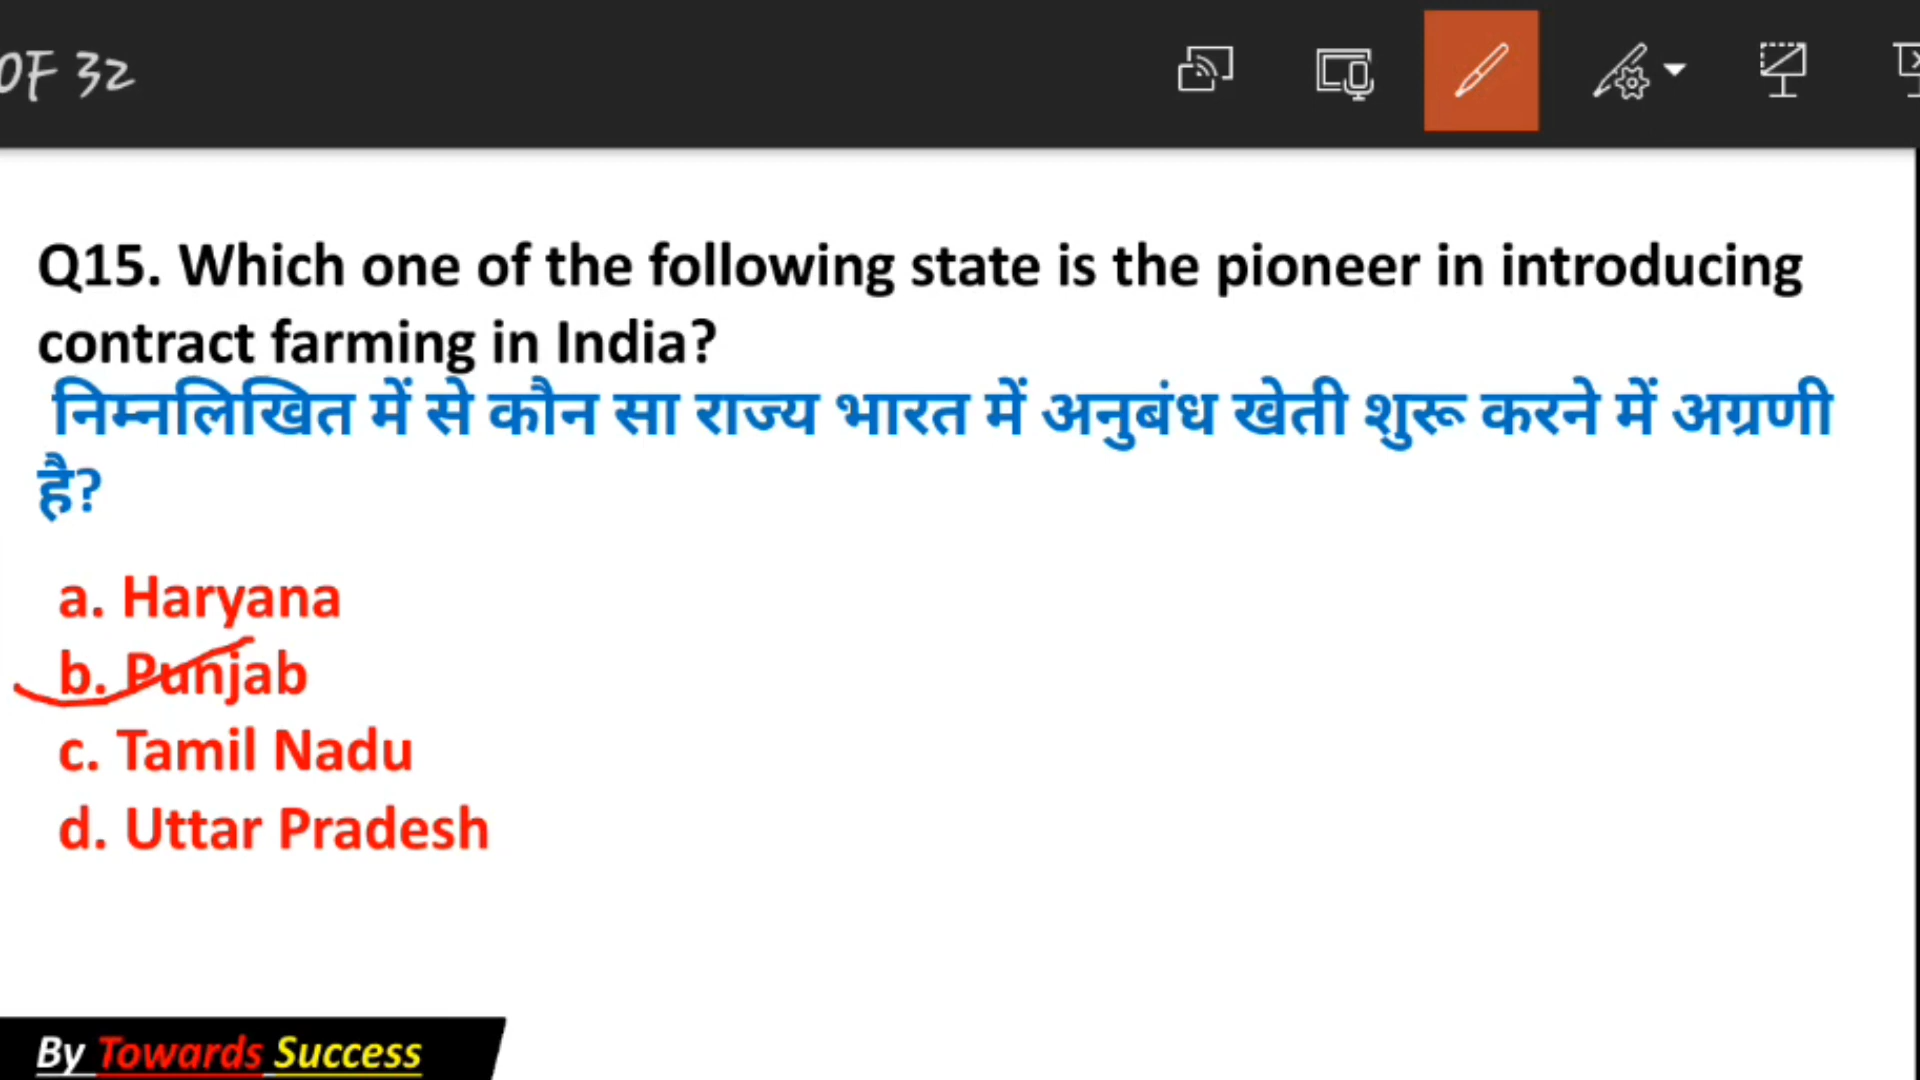 OF 32
Q15. Which one of the following state is the pioneer in introducing
contract farming in India?
निम्नलिखित में से कौन सा राज्य भारत में अनुबंध खेती शुरू करने में अग्रणी
है?
a. Haryana
b. Punjab
c. Tamil Nadu
d. Uttar Pradesh
By Towards Success